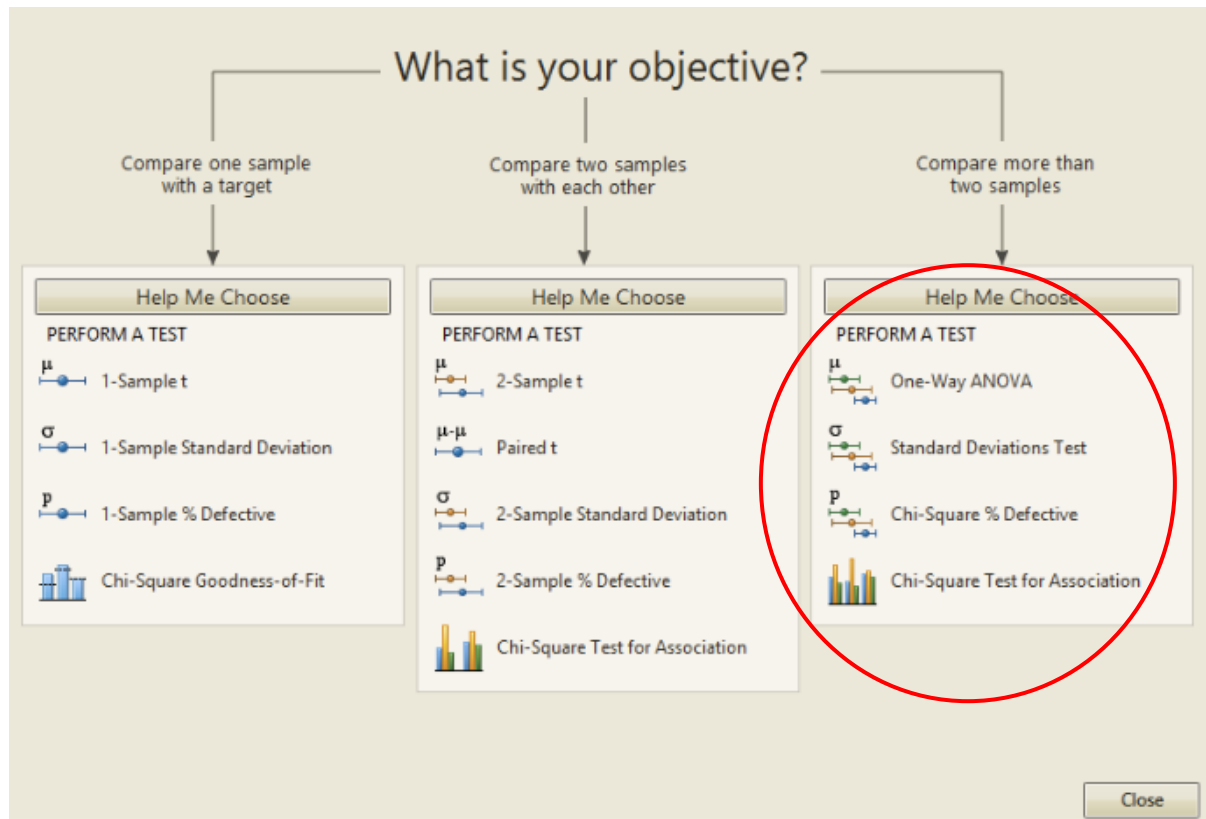 What is your objective?
Compare one sample
with a target
Help Me Choose
PERFORM A TEST
μ
1-Sample t
σ
1-Sample Standard Deviation
p
1-Sample % Defective
Chi-Square Goodness-of-Fit
Compare two samples
with each other
Help Me Choose
PERFORM A TEST
μ
2-Sample t
μ-μ
Paired t
σ
2-Sample Standard Deviation
p
2-Sample % Defective
Chi-Square Test for Association
Compare more than
two samples
Help Me Choose
PERFORM A TEST
μ
One-Way ANOVA
σ
Standard Deviations Test
p
Chi-Square % Defective
Chi-Square Test for Association
Close